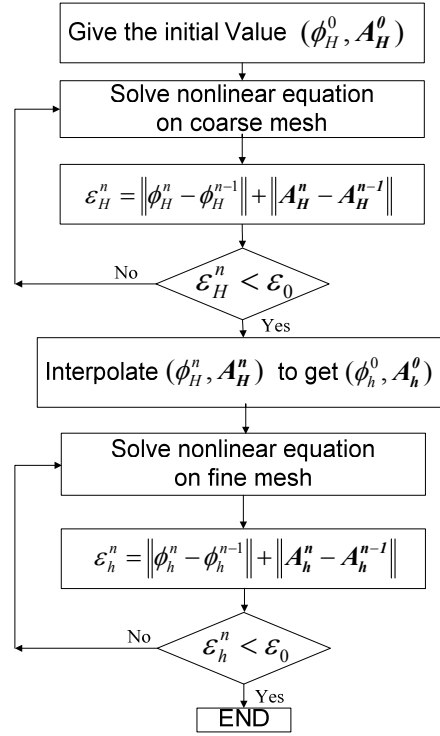 Give the initial Value (ϕ_H^0, A_H^0)
Solve nonlinear equation
on coarse mesh
ε_H^n = ‖ϕ_H^n − ϕ_H^{n-1}‖ + ‖A_H^n − A_H^{n-1}‖
No
ε_H^n < ε_0
Yes
Interpolate (ϕ_H^n, A_H^n) to get (ϕ_h^0, A_h^0)
Solve nonlinear equation
on fine mesh
ε_h^n = ‖ϕ_h^n − ϕ_h^{n-1}‖ + ‖A_h^n − A_h^{n-1}‖
No
ε_h^n < ε_0
Yes
END